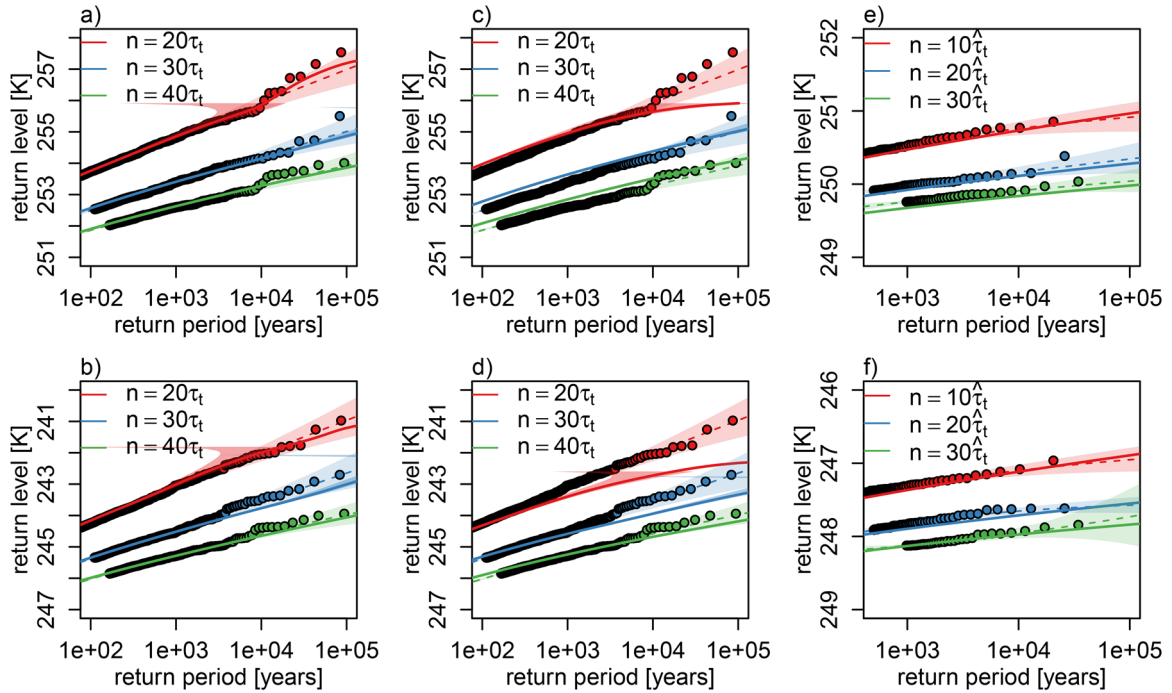 a)
n = 20τt
n = 30τt
n = 40τt
return level [K]
257
255
253
251
1e+02 1e+03 1e+04 1e+05
return period [years]
c)
n = 20τt
n = 30τt
n = 40τt
return level [K]
257
255
253
251
1e+02 1e+03 1e+04 1e+05
return period [years]
e)
n = 10τ̂t
n = 20τ̂t
n = 30τ̂t
return level [K]
252
251
250
249
1e+03 1e+04 1e+05
return period [years]
b)
n = 20τt
n = 30τt
n = 40τt
return level [K]
241
243
245
247
1e+02 1e+03 1e+04 1e+05
return period [years]
d)
n = 20τt
n = 30τt
n = 40τt
return level [K]
241
243
245
247
1e+02 1e+03 1e+04 1e+05
return period [years]
f)
n = 10τ̂t
n = 20τ̂t
n = 30τ̂t
return level [K]
246
247
248
249
1e+03 1e+04 1e+05
return period [years]